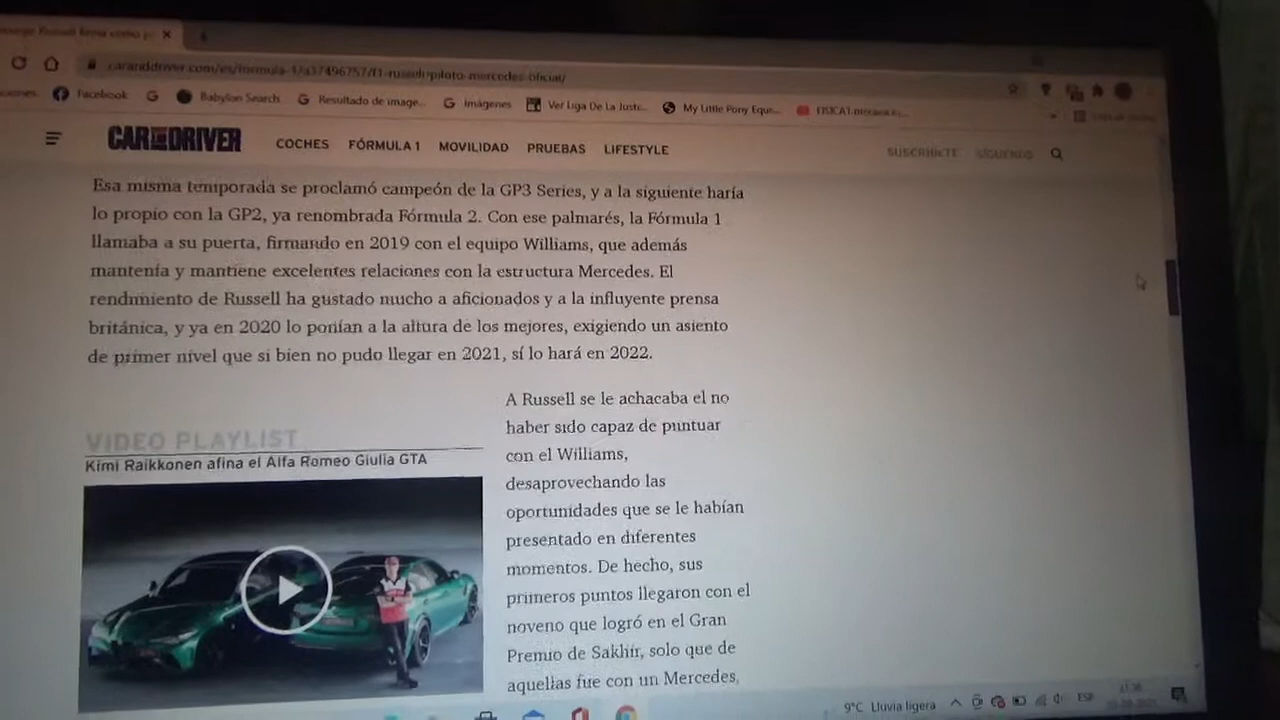 caranddriver.com/es/formula-1/a37496757/f1-russell-piloto-mercedes-oficial/
Facebook
Babylon Search
Resultado de image...
Imágenes
Ver Liga De La Justi...
My Little Pony Eque...
CAR AND DRIVER
COCHES
FÓRMULA 1
MOVILIDAD
PRUEBAS
LIFESTYLE
SUSCRÍBETE
SÍGUENOS
Esa misma temporada se proclamó campeón de la GP3 Series, y a la siguiente haría
lo propio con la GP2, ya renombrada Fórmula 2. Con ese palmarés, la Fórmula 1
llamaba a su puerta, firmando en 2019 con el equipo Williams, que además
mantenía y mantiene excelentes relaciones con la estructura Mercedes. El
rendimiento de Russell ha gustado mucho a aficionados y a la influyente prensa
británica, y ya en 2020 lo ponían a la altura de los mejores, exigiendo un asiento
de primer nivel que si bien no pudo llegar en 2021, sí lo hará en 2022.
VIDEO PLAYLIST
Kimi Raikkonen afina el Alfa Romeo Giulia GTA
A Russell se le achacaba el no
haber sido capaz de puntuar
con el Williams,
desaprovechando las
oportunidades que se le habían
presentado en diferentes
momentos. De hecho, sus
primeros puntos llegaron con el
noveno que logró en el Gran
Premio de Sakhir, solo que de
aquellas fue con un Mercedes,
9°C Lluvia ligera
ESP